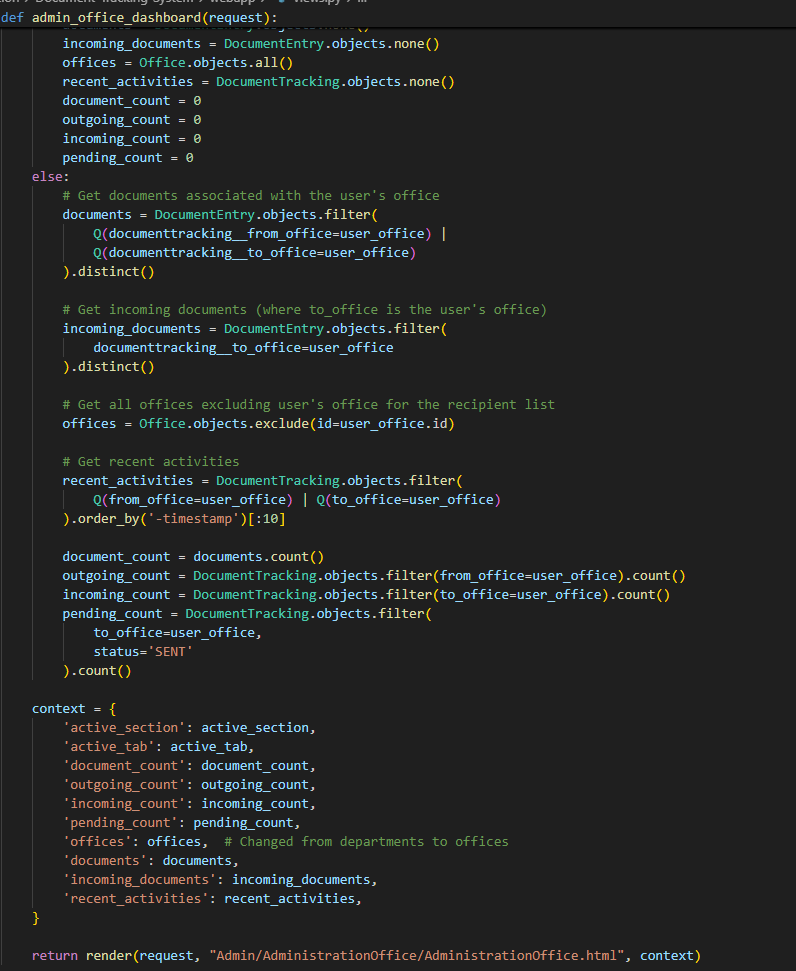 def admin_office_dashboard(request):
incoming_documents = DocumentEntry.objects.none()
offices = Office.objects.all()
recent_activities = DocumentTracking.objects.none()
document_count = 0
outgoing_count = 0
incoming_count = 0
pending_count = 0
else:
# Get documents associated with the user's office
documents = DocumentEntry.objects.filter(
Q(documenttracking__from_office=user_office) |
Q(documenttracking__to_office=user_office)
).distinct()
# Get incoming documents (where to_office is the user's office)
incoming_documents = DocumentEntry.objects.filter(
documenttracking__to_office=user_office
).distinct()
# Get all offices excluding user's office for the recipient list
offices = Office.objects.exclude(id=user_office.id)
# Get recent activities
recent_activities = DocumentTracking.objects.filter(
Q(from_office=user_office) | Q(to_office=user_office)
).order_by('-timestamp')[:10]
document_count = documents.count()
outgoing_count = DocumentTracking.objects.filter(from_office=user_office).count()
incoming_count = DocumentTracking.objects.filter(to_office=user_office).count()
pending_count = DocumentTracking.objects.filter(
to_office=user_office,
status='SENT'
).count()
context = {
'active_section': active_section,
'active_tab': active_tab,
'document_count': document_count,
'outgoing_count': outgoing_count,
'incoming_count': incoming_count,
'pending_count': pending_count,
'offices': offices,  # Changed from departments to offices
'documents': documents,
'incoming_documents': incoming_documents,
'recent_activities': recent_activities,
}
return render(request, "Admin/AdministrationOffice/AdministrationOffice.html", context)